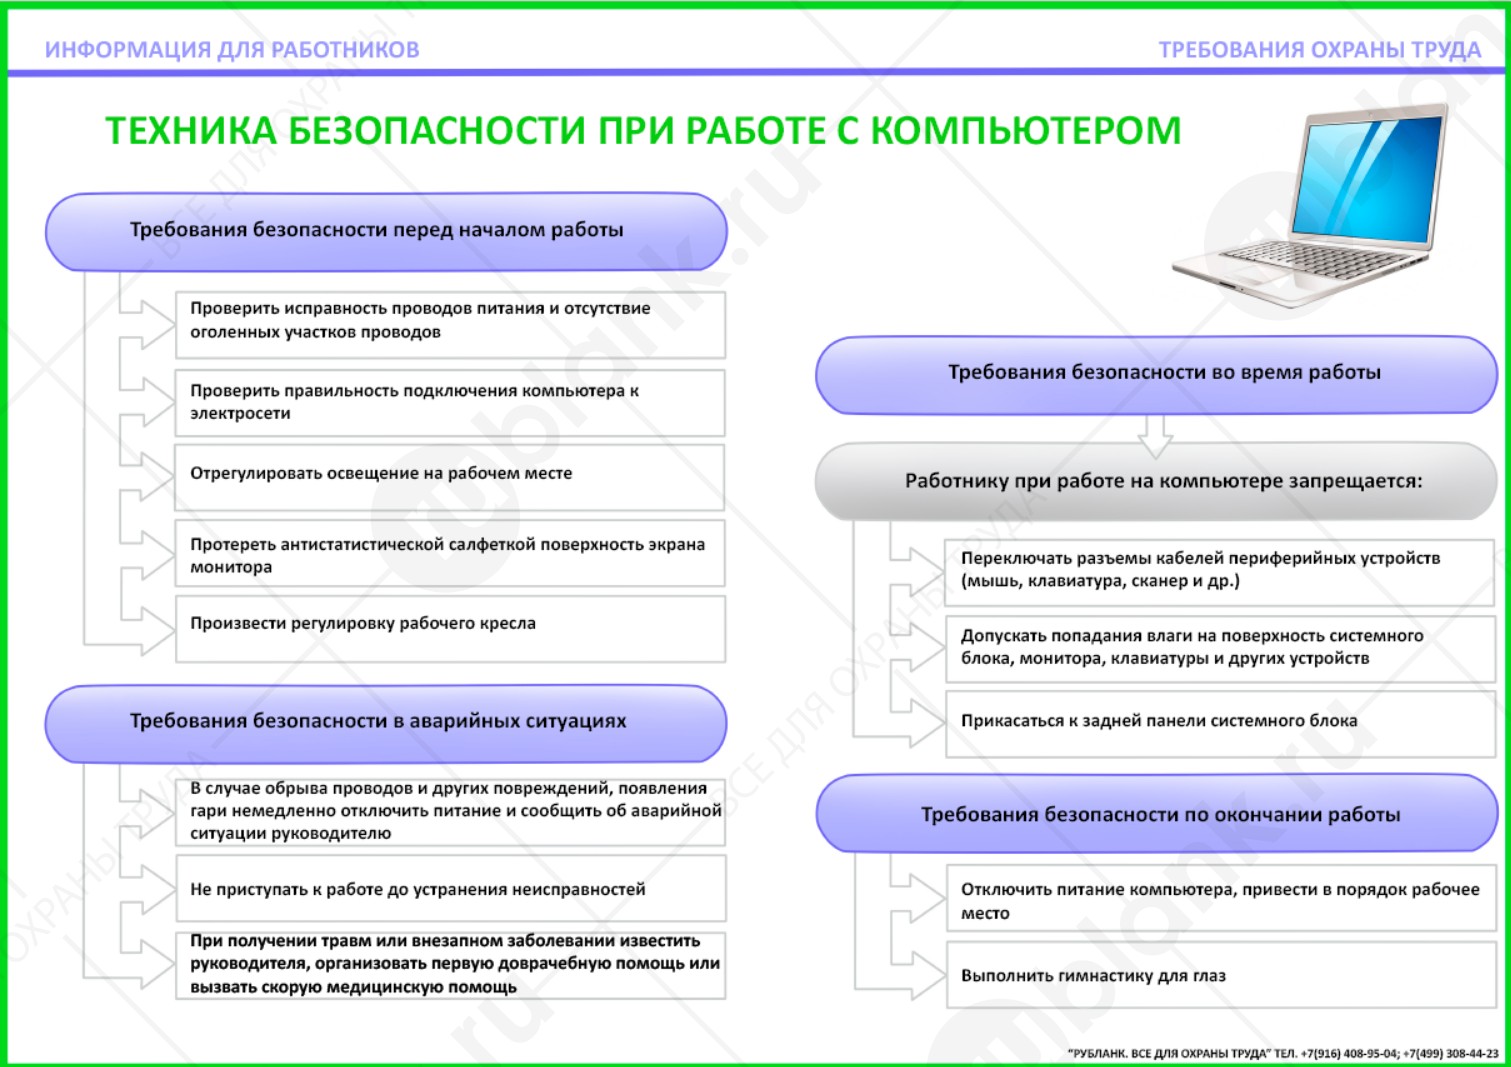 ИНФОРМАЦИЯ ДЛЯ РАБОТНИКОВ
ТРЕБОВАНИЯ ОХРАНЫ ТРУДА
ТЕХНИКА БЕЗОПАСНОСТИ ПРИ РАБОТЕ С КОМПЬЮТЕРОМ
Требования безопасности перед началом работы
Проверить исправность проводов питания и отсутствие
оголенных участков проводов
Проверить правильность подключения компьютера к
электросети
Отрегулировать освещение на рабочем месте
Протереть антистатистической салфеткой поверхность экрана
монитора
Произвести регулировку рабочего кресла
Требования безопасности в аварийных ситуациях
В случае обрыва проводов и других повреждений, появления
гари немедленно отключить питание и сообщить об аварийной
ситуации руководителю
Не приступать к работе до устранения неисправностей
При получении травм или внезапном заболевании известить
руководителя, организовать первую доврачебную помощь или
вызвать скорую медицинскую помощь
Требования безопасности во время работы
Работнику при работе на компьютере запрещается:
Переключать разъемы кабелей периферийных устройств
(мышь, клавиатура, сканер и др.)
Допускать попадания влаги на поверхность системного
блока, монитора, клавиатуры и других устройств
Прикасаться к задней панели системного блока
Требования безопасности по окончании работы
Отключить питание компьютера, привести в порядок рабочее
место
Выполнить гимнастику для глаз
"РУБЛАНК. ВСЕ ДЛЯ ОХРАНЫ ТРУДА" ТЕЛ. +7(916) 408-95-04; +7(499) 308-44-23
rublank.ru
ВСЕ ДЛЯ ОХРАНЫ ТРУДА